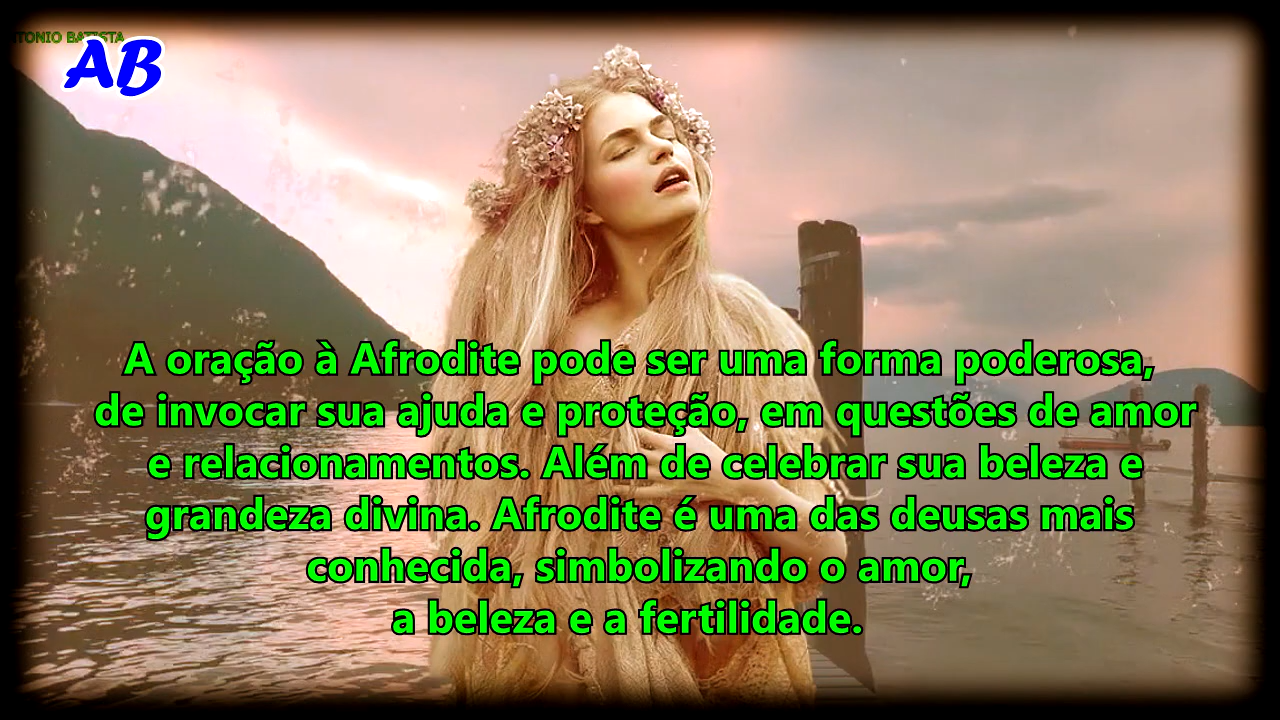 AB
A oração à Afrodite pode ser uma forma poderosa,
de invocar sua ajuda e proteção, em questões de amor
e relacionamentos. Além de celebrar sua beleza e
grandeza divina. Afrodite é uma das deusas mais
conhecida, simbolizando o amor,
a beleza e a fertilidade.